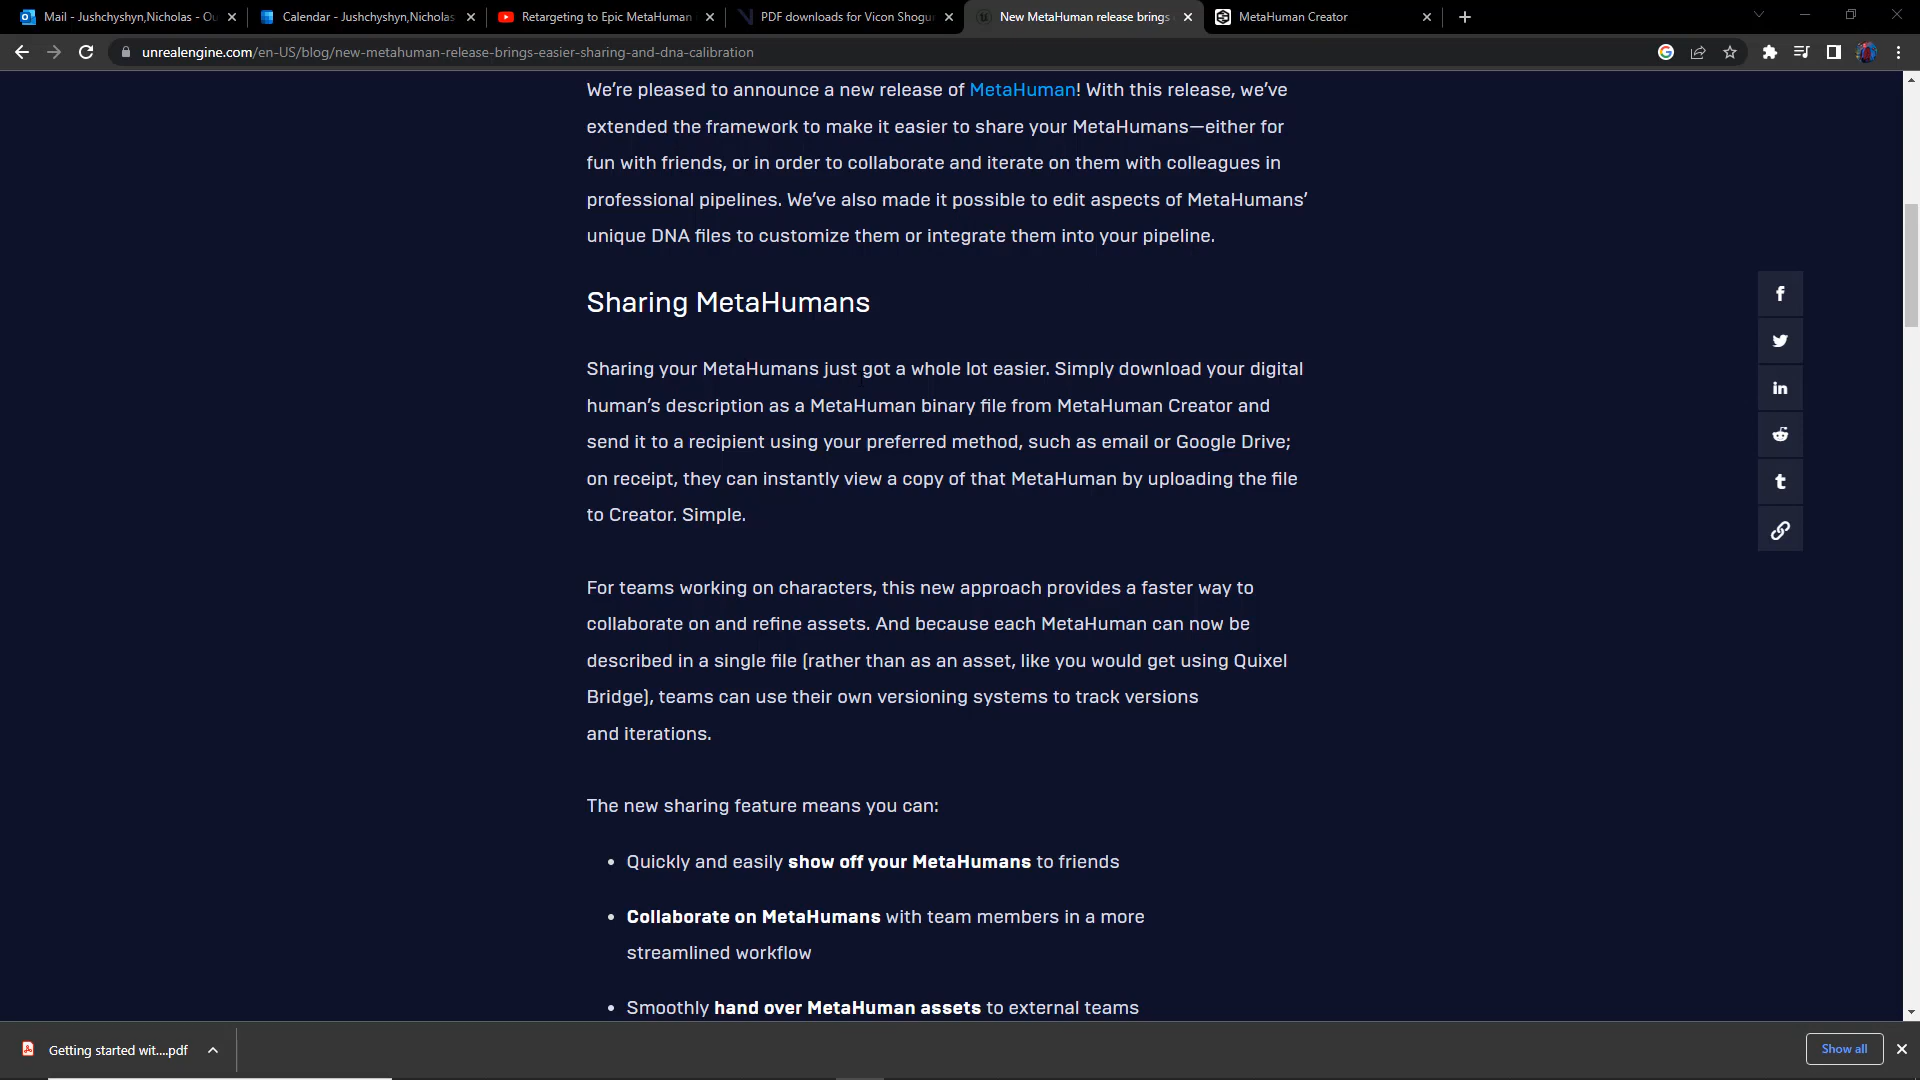 Mail - Jushchyshyn,Nicholas - Ou
Calendar - Jushchyshyn,Nicholas
Retargeting to Epic MetaHuman
PDF downloads for Vicon Shogu
New MetaHuman release brings
MetaHuman Creator
unrealengine.com/en-US/blog/new-metahuman-release-brings-easier-sharing-and-dna-calibration
We’re pleased to announce a new release of MetaHuman! With this release, we’ve
extended the framework to make it easier to share your MetaHumans—either for
fun with friends, or in order to collaborate and iterate on them with colleagues in
professional pipelines. We’ve also made it possible to edit aspects of MetaHumans’
unique DNA files to customize them or integrate them into your pipeline.
Sharing MetaHumans
Sharing your MetaHumans just got a whole lot easier. Simply download your digital
human’s description as a MetaHuman binary file from MetaHuman Creator and
send it to a recipient using your preferred method, such as email or Google Drive;
on receipt, they can instantly view a copy of that MetaHuman by uploading the file
to Creator. Simple.
For teams working on characters, this new approach provides a faster way to
collaborate on and refine assets. And because each MetaHuman can now be
described in a single file (rather than as an asset, like you would get using Quixel
Bridge), teams can use their own versioning systems to track versions
and iterations.
The new sharing feature means you can:
• Quickly and easily show off your MetaHumans to friends
• Collaborate on MetaHumans with team members in a more
streamlined workflow
• Smoothly hand over MetaHuman assets to external teams
Getting started wit....pdf
Show all